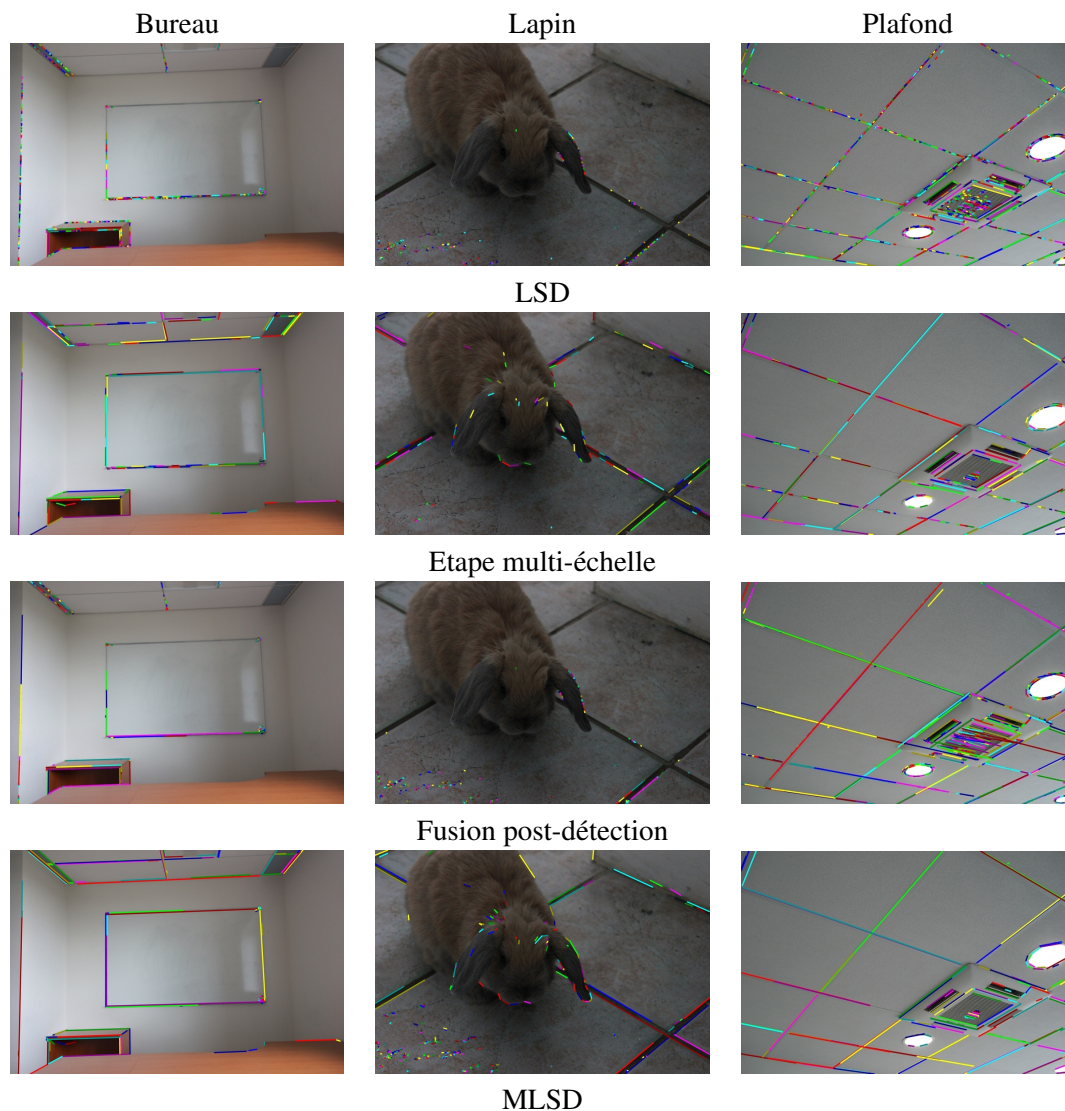 Bureau Lapin Plafond
LSD
Etape multi-échelle
Fusion post-détection
MLSD